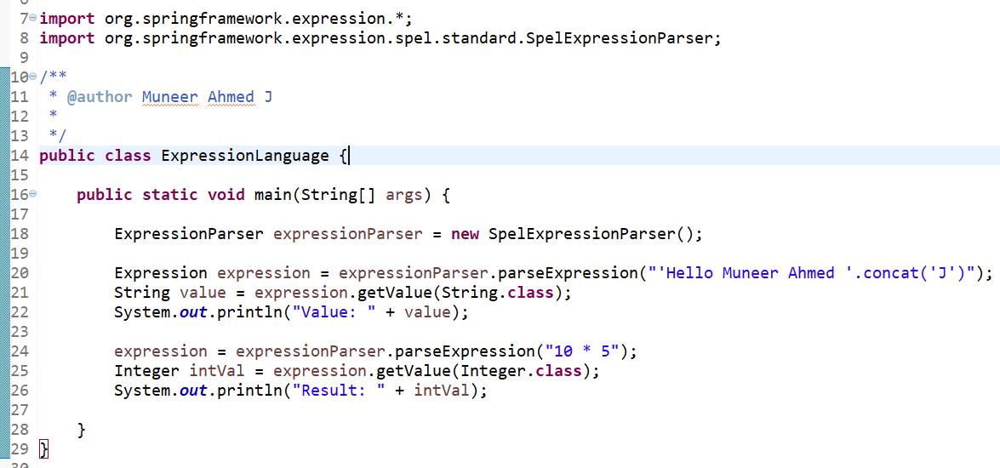 7 import org.springframework.expression.*;
8 import org.springframework.expression.spel.standard.SpelExpressionParser;
9
10 /**
11  * @author Muneer Ahmed J
12  *
13  */
14 public class ExpressionLanguage {
15
16     public static void main(String[] args) {
17
18         ExpressionParser expressionParser = new SpelExpressionParser();
19
20         Expression expression = expressionParser.parseExpression("'Hello Muneer Ahmed '.concat('J')");
21         String value = expression.getValue(String.class);
22         System.out.println("Value: " + value);
23
24         expression = expressionParser.parseExpression("10 * 5");
25         Integer intVal = expression.getValue(Integer.class);
26         System.out.println("Result: " + intVal);
27
28     }
29 }